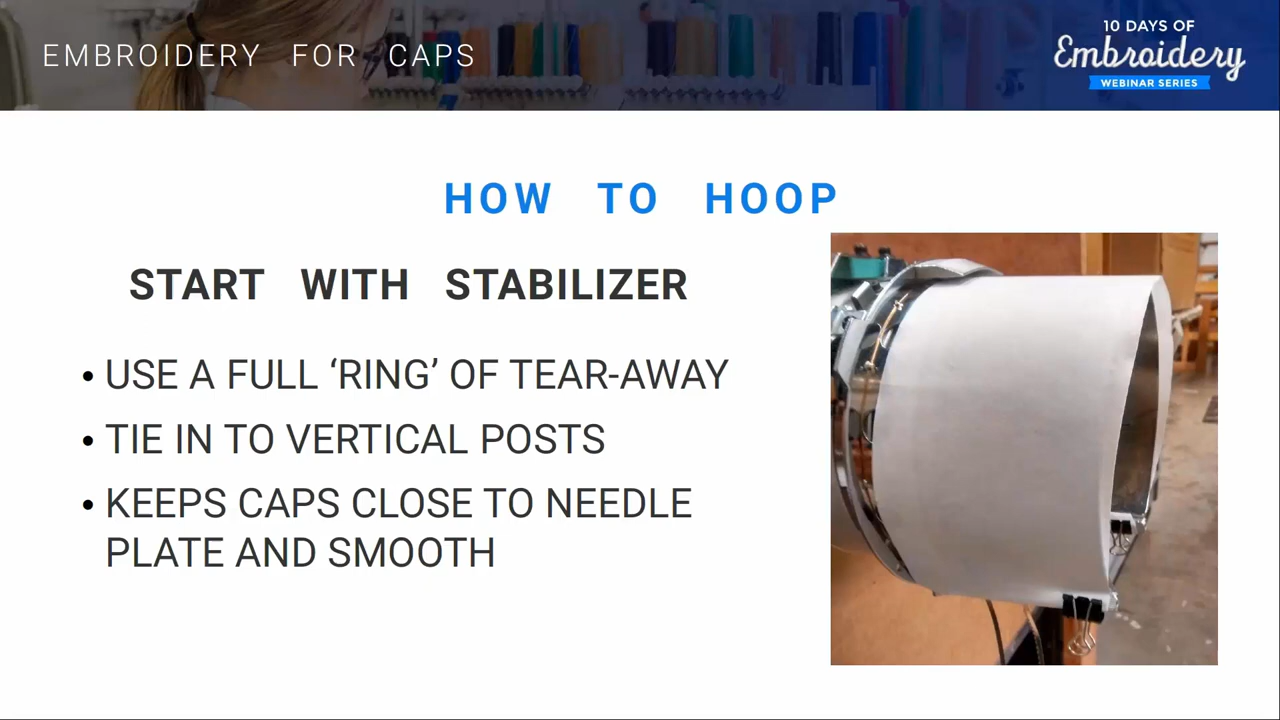 EMBROIDERY FOR CAPS
10 DAYS OF
Embroidery
WEBINAR SERIES
HOW TO HOOP
START WITH STABILIZER
• USE A FULL ‘RING’ OF TEAR-AWAY
• TIE IN TO VERTICAL POSTS
• KEEPS CAPS CLOSE TO NEEDLE
PLATE AND SMOOTH